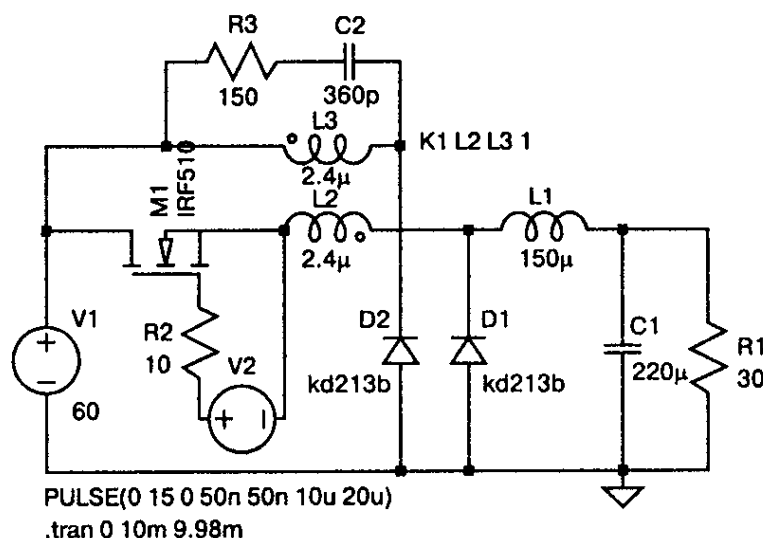 R3
C2
150
360p
L3
K1 L2 L3 1
2.4µ
M1
IRF510
L2
2.4µ
L1
150µ
V1
+
−
60
R2
10
V2
+
−
D2
kd213b
D1
kd213b
C1
220µ
R1
30
PULSE(0 15 0 50n 50n 10u 20u)
.tran 0 10m 9.98m